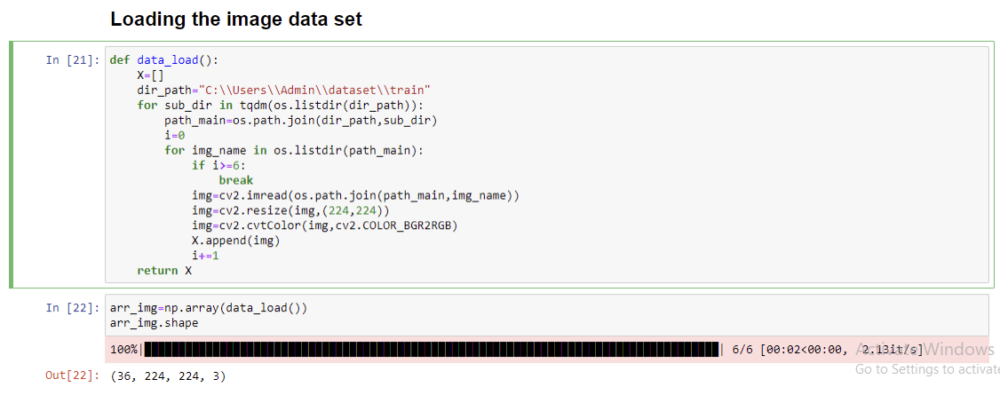 Loading the image data set
In [21]: def data_load():
    X=[]
    dir_path="C:\\Users\\Admin\\dataset\\train"
    for sub_dir in tqdm(os.listdir(dir_path)):
        path_main=os.path.join(dir_path,sub_dir)
        i=0
        for img_name in os.listdir(path_main):
            if i>=6:
                break
            img=cv2.imread(os.path.join(path_main,img_name))
            img=cv2.resize(img,(224,224))
            img=cv2.cvtColor(img,cv2.COLOR_BGR2RGB)
            X.append(img)
            i+=1
    return X
In [22]: arr_img=np.array(data_load())
arr_img.shape
100%| | 6/6 [00:02<00:00, 2.13it/s]
Activate Windows
Go to Settings to activate
Out[22]: (36, 224, 224, 3)